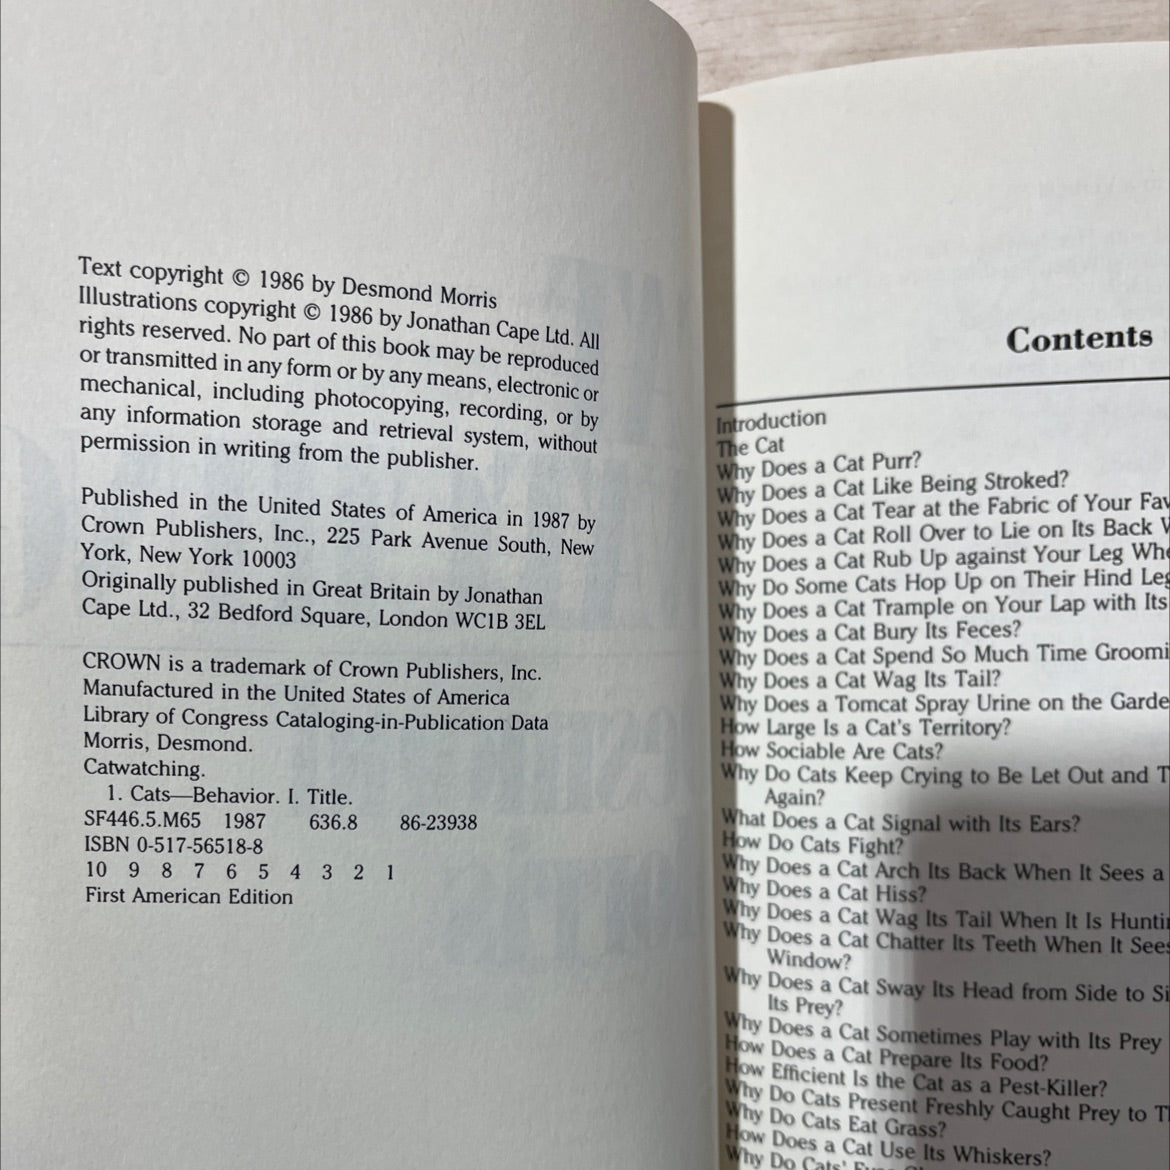 Text copyright © 1986 by Desmond Morris
Illustrations copyright © 1986 by Jonathan Cape Ltd. All
rights reserved. No part of this book may be reproduced
or transmitted in any form or by any means, electronic or
mechanical, including photocopying, recording, or by
any information storage and retrieval system, without
permission in writing from the publisher.
Published in the United States of America in 1987 by
Crown Publishers, Inc., 225 Park Avenue South, New
York, New York 10003
Originally published in Great Britain by Jonathan
Cape Ltd., 32 Bedford Square, London WC1B 3EL
CROWN is a trademark of Crown Publishers, Inc.
Manufactured in the United States of America
Library of Congress Cataloging-in-Publication Data
Morris, Desmond.
Catwatching.
1. Cats—Behavior. I. Title.
SF446.5.M65 1987 636.8 86-23938
ISBN 0-517-56518-8
10 9 8 7 6 5 4 3 2 1
First American Edition
Contents
Introduction
The Cat
Why Does a Cat Purr?
Why Does a Cat Like Being Stroked?
Why Does a Cat Tear at the Fabric of Your
Why Does a Cat Roll Over to Lie on Its Back
Why Does a Cat Rub Up against Your Leg
Why Do Some Cats Hop Up on Their Hind
Why Does a Cat Trample on Your Lap with Its
Why Does a Cat Bury Its Feces?
Why Does a Cat Spend So Much Time
Why Does a Cat Wag Its Tail?
Why Does a Tomcat Spray Urine on the
How Large Is a Cat's Territory?
How Sociable Are Cats?
Why Do Cats Keep Crying to Be Let Out and
Again?
What Does a Cat Signal with Its Ears?
How Do Cats Fight?
Why Does a Cat Arch Its Back When It Sees a
Why Does a Cat Hiss?
Why Does a Cat Wag Its Tail When It Is
Why Does a Cat Chatter Its Teeth When It
Window?
Why Does a Cat Sway Its Head from Side to
Its Prey?
Why Does a Cat Sometimes Play with Its Prey
How Does a Cat Prepare Its Food?
How Efficient Is the Cat as a Pest-Killer?
Why Do Cats Present Freshly Caught Prey to
Why Do Cats Eat Grass?
How Does a Cat Use Its Whiskers?
Why Do Cats'